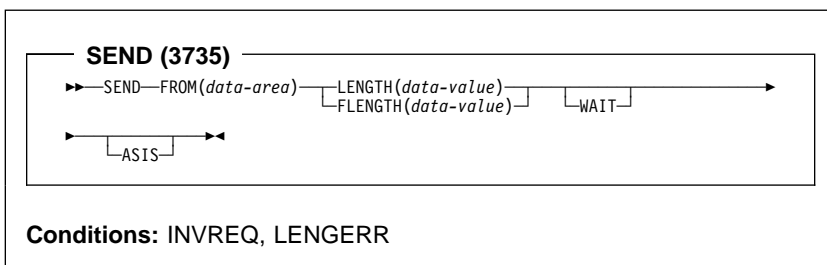 SEND (3735)
SEND FROM(data-area) LENGTH(data-value)
FLENGTH(data-value) WAIT
ASIS
Conditions: INVREQ, LENGERR